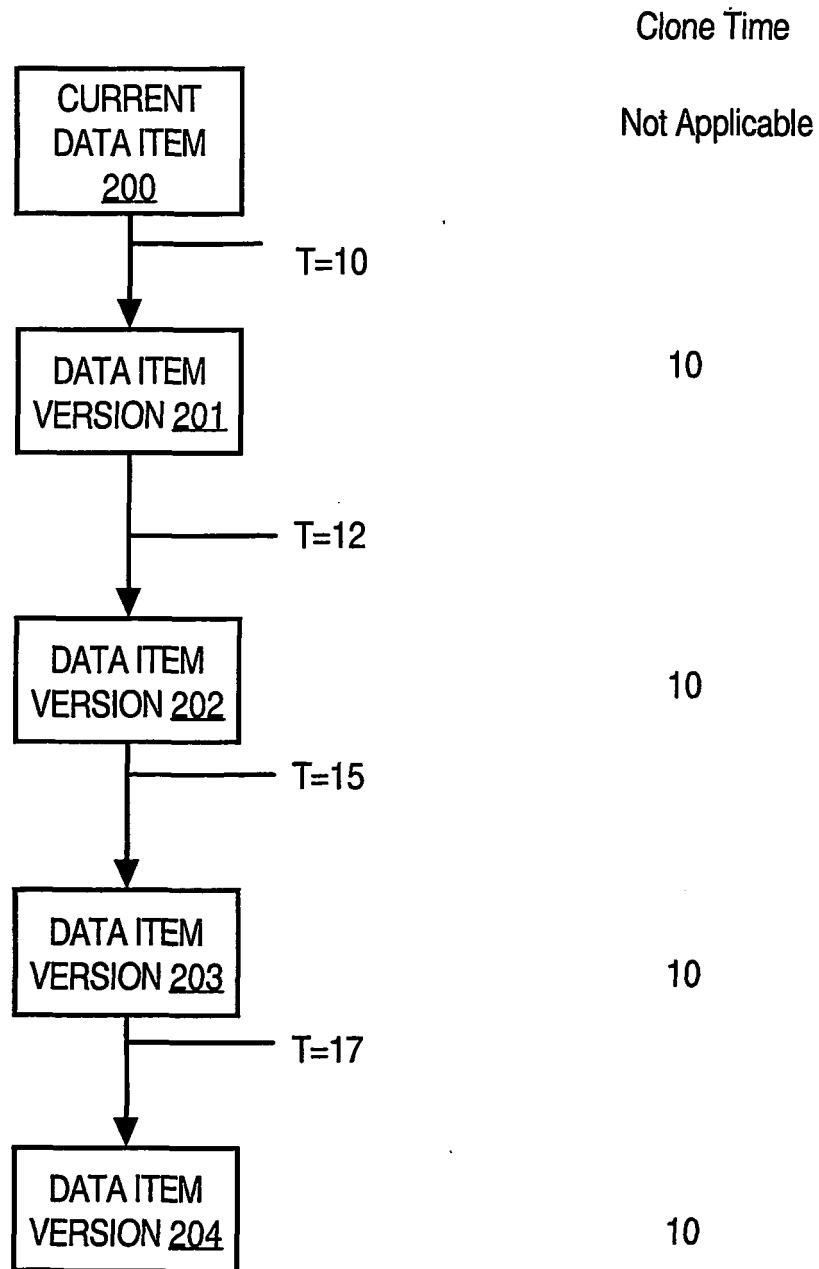 Clone Time
CURRENT
DATA ITEM
200
Not Applicable
T=10
DATA ITEM
VERSION 201
10
T=12
DATA ITEM
VERSION 202
10
T=15
DATA ITEM
VERSION 203
10
T=17
DATA ITEM
VERSION 204
10